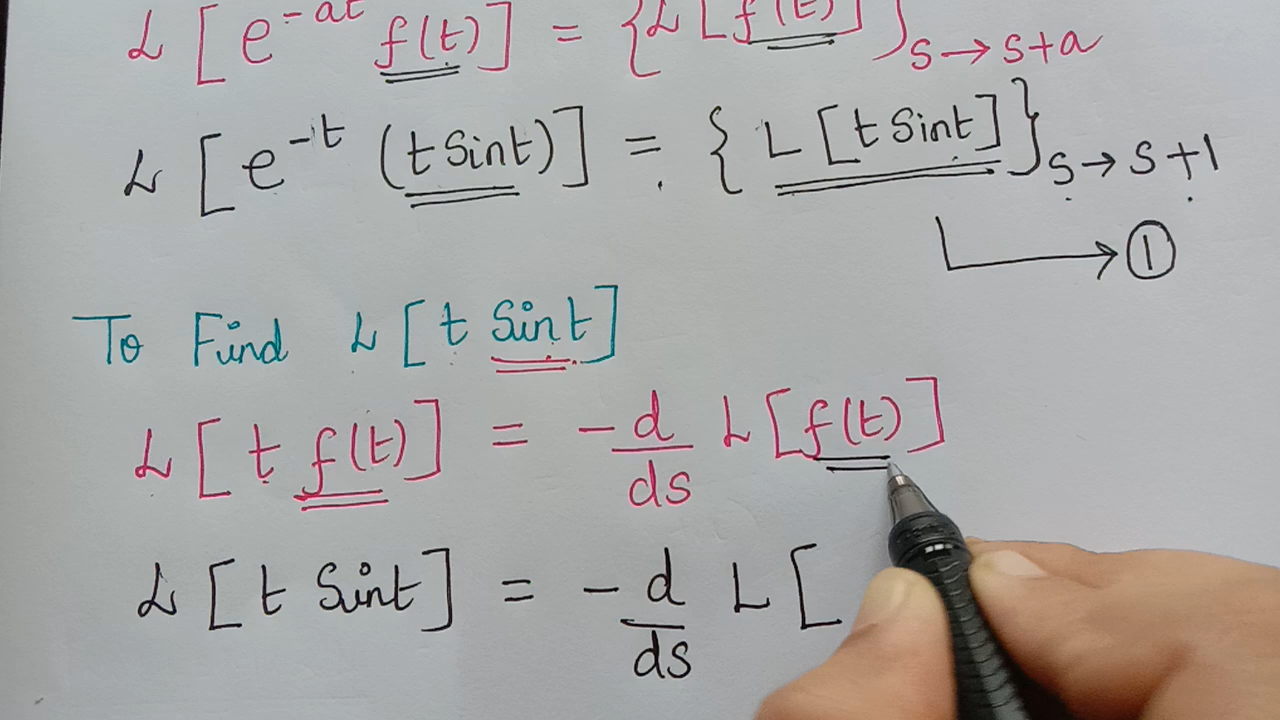 L [ e^-at f(t) ] = { L [ f(t) ] }s→s+a
L [ e^-t (t Sint) ] = { L [ t Sint ] }s→s+1
①
To Find L [ t Sint ]
L [ t f(t) ] = -d/ds L [ f(t) ]
L [ t Sint ] = -d/ds L [